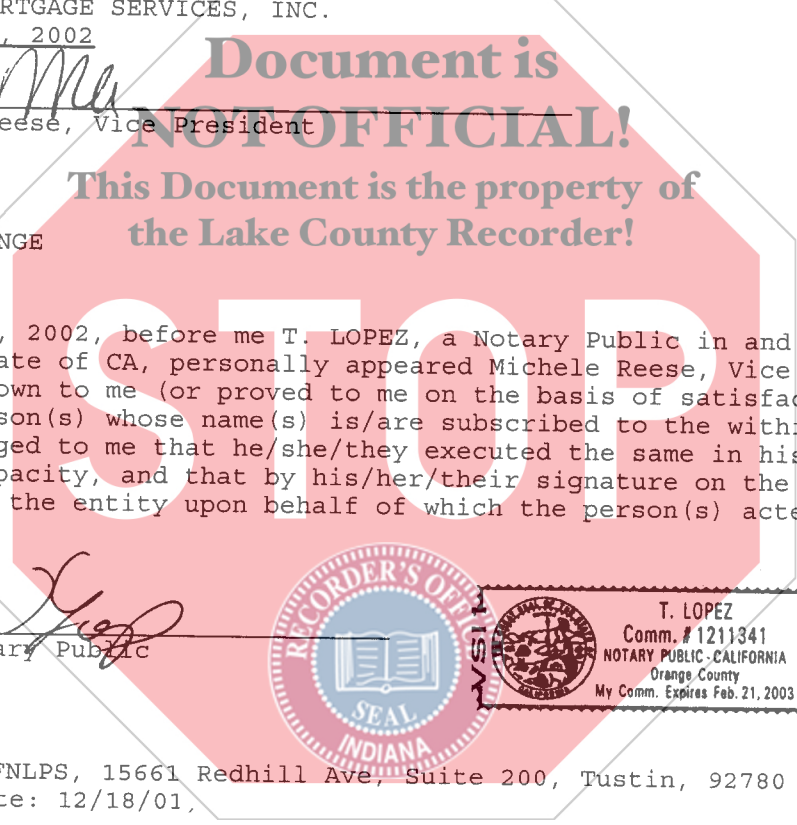 RTGAGE SERVICES, INC.
, 2002
Document is
eese, Vice President
NOT OFFICIAL!
This Document is the property of
the Lake County Recorder!
NGE
STOP
, 2002, before me T. LOPEZ, a Notary Public in and
ate of CA, personally appeared Michele Reese, Vice
own to me (or proved to me on the basis of satisfac
son(s) whose name(s) is/are subscribed to the withi
ged to me that he/she/they executed the same in his
pacity, and that by his/her/their signature on the
the entity upon behalf of which the person(s) acte
RECORDER'S OFFI
SEAL
INDIANA
ary Public
T. LOPEZ
Comm. # 1211341
NOTARY PUBLIC - CALIFORNIA
Orange County
My Comm. Expires Feb. 21, 2003
FNLPS, 15661 Redhill Ave, Suite 200, Tustin, 92780
te: 12/18/01,